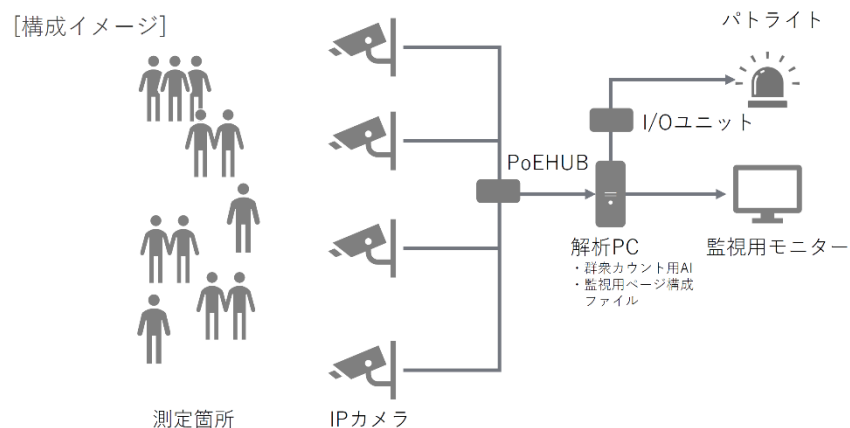 [構成イメージ]
パトライト
I/Oユニット
PoEHUB
解析PC
・群衆カウント用AI
・監視用ページ構成
ファイル
監視用モニター
測定箇所
IPカメラ